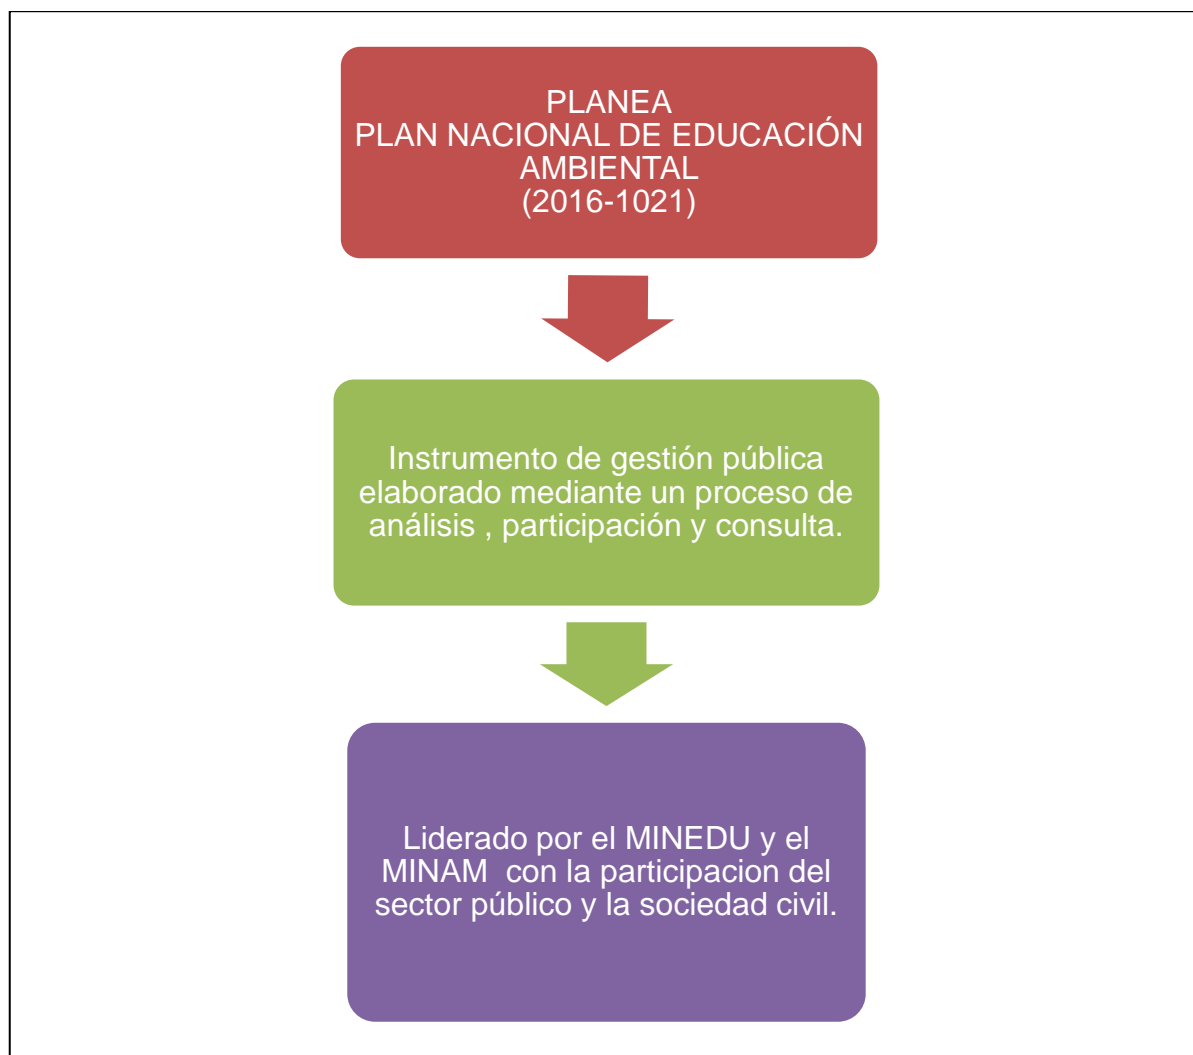 PLANEA
PLAN NACIONAL DE EDUCACIÓN
AMBIENTAL
(2016-1021)
Instrumento de gestión pública
elaborado mediante un proceso de
análisis , participación y consulta.
Liderado por el MINEDU y el
MINAM  con la participacion del
sector público y la sociedad civil.